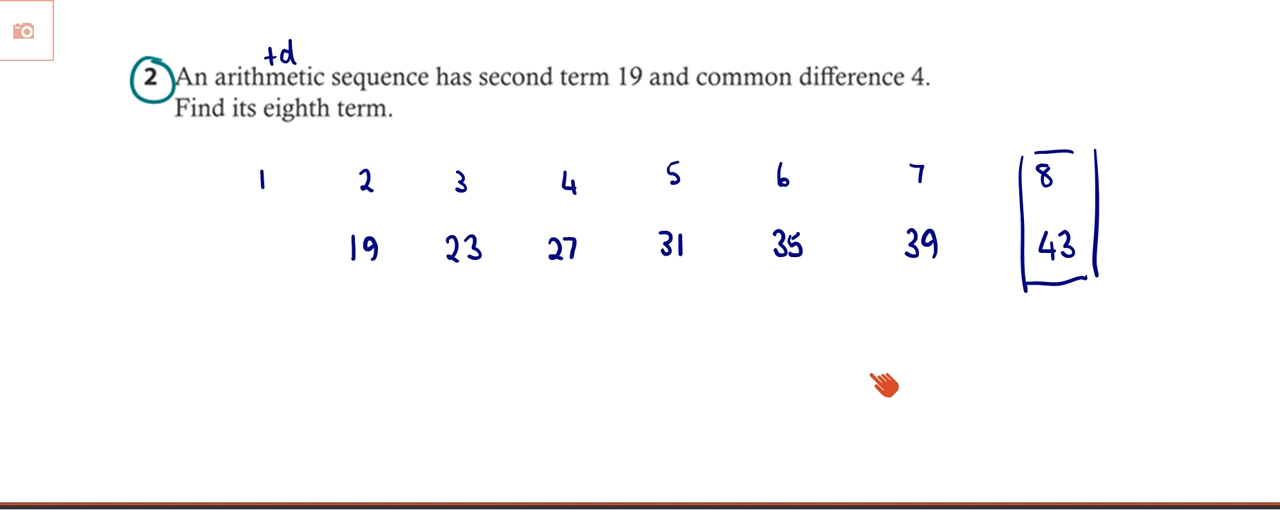 +d
2 An arithmetic sequence has second term 19 and common difference 4.
Find its eighth term.
1 2 3 4 5 6 7 8
19 23 27 31 35 39 43